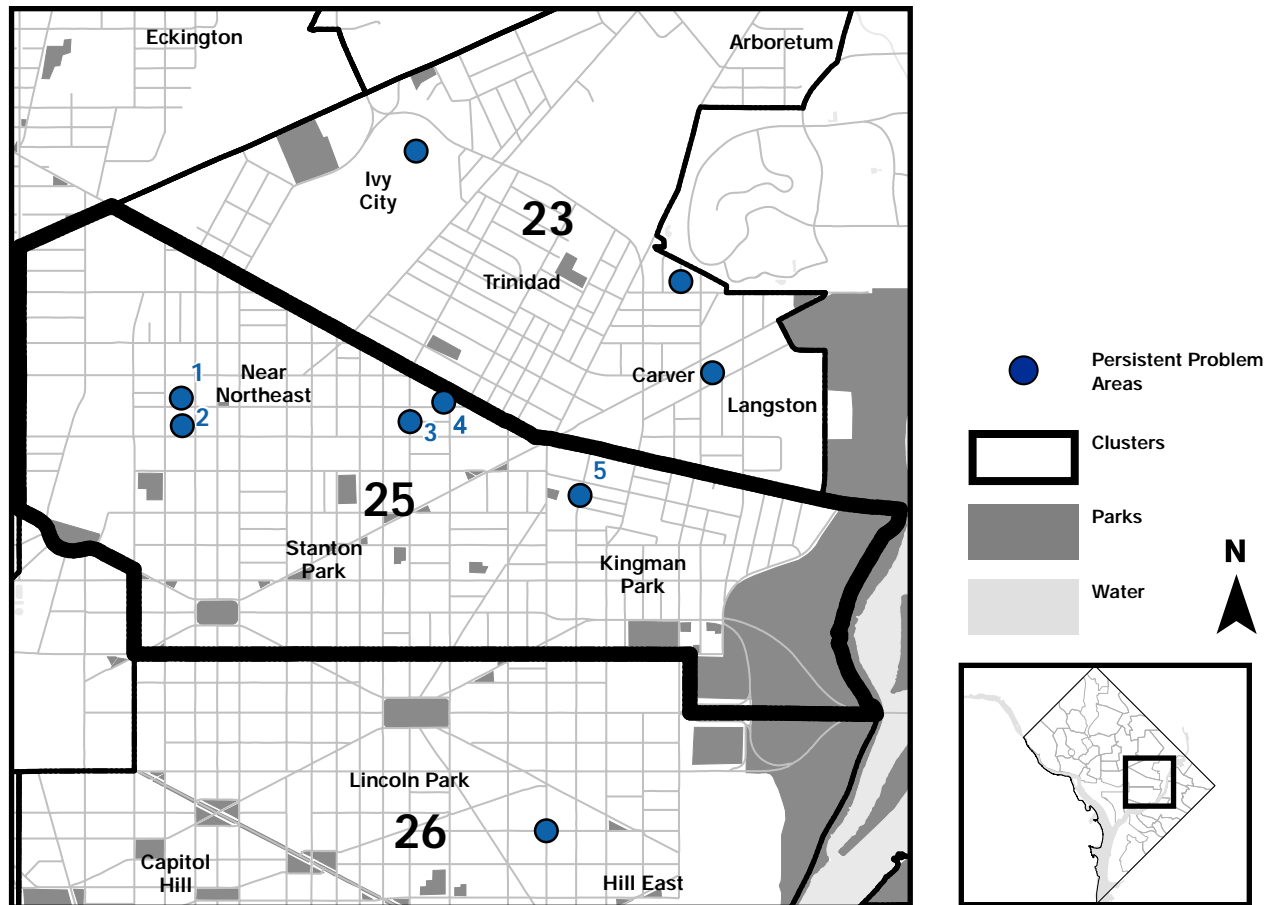 Eckington
Arboretum
Ivy
City
23
Trinidad
1
Near
Northeast
2
3
4
Carver
Langston
5
25
Stanton
Park
Kingman
Park
Lincoln Park
26
Capitol
Hill
Hill East
Persistent Problem
Areas
Clusters
Parks
Water
N